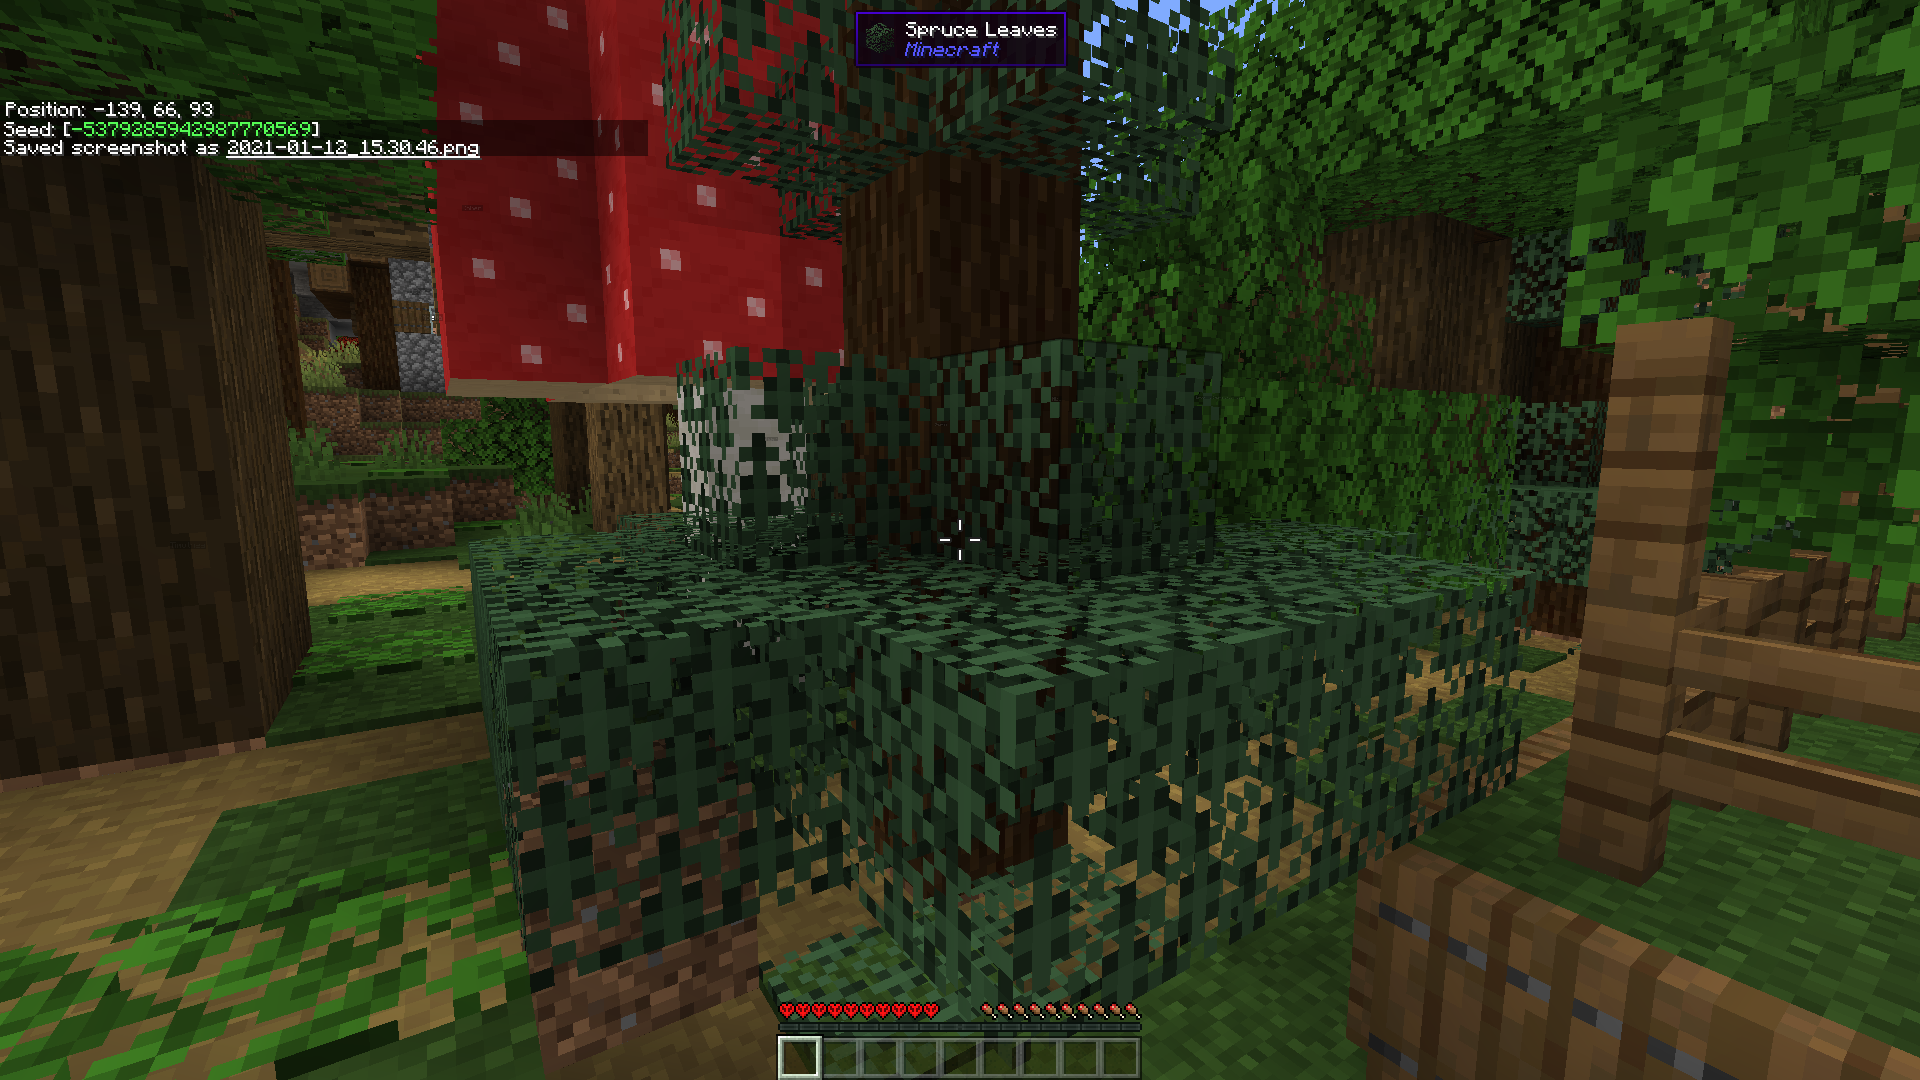 Spruce Leaves
Minecraft
Position: -139, 66, 93
Seed: [-5379285942987770569]
Saved screenshot as 2021-01-12_15.30.46.png